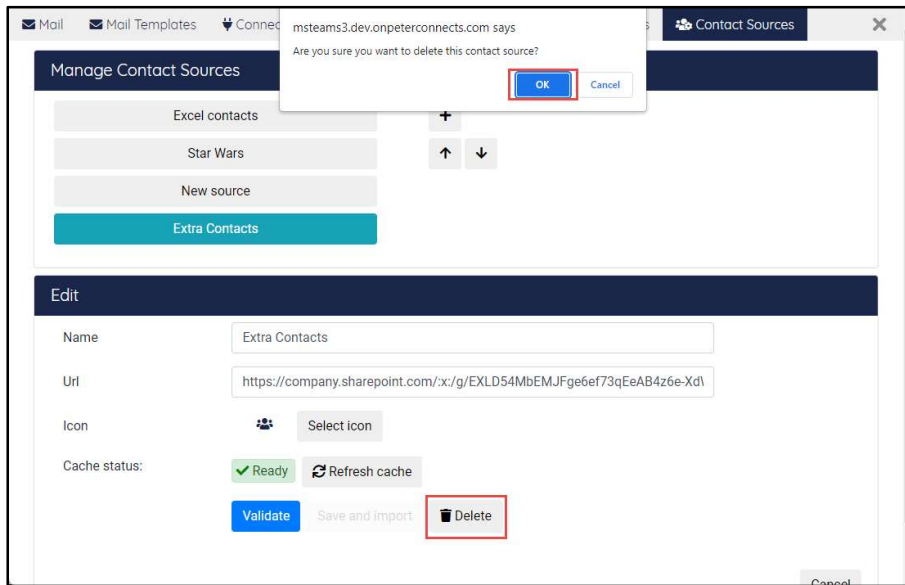 Mail
Mail Templates
Connec
msteams3.dev.onpeterconnects.com says
Are you sure you want to delete this contact source?
OK
Cancel
s
Contact Sources
Manage Contact Sources
Excel contacts
Star Wars
New source
Extra Contacts
Edit
Name
Extra Contacts
Url
https://company.sharepoint.com/:x:/g/EXLD54MbEMJFge6ef73qEeAB4z6e-Xd\
Icon
Select icon
Cache status:
Ready
Refresh cache
Validate
Save and import
Delete
Cancel